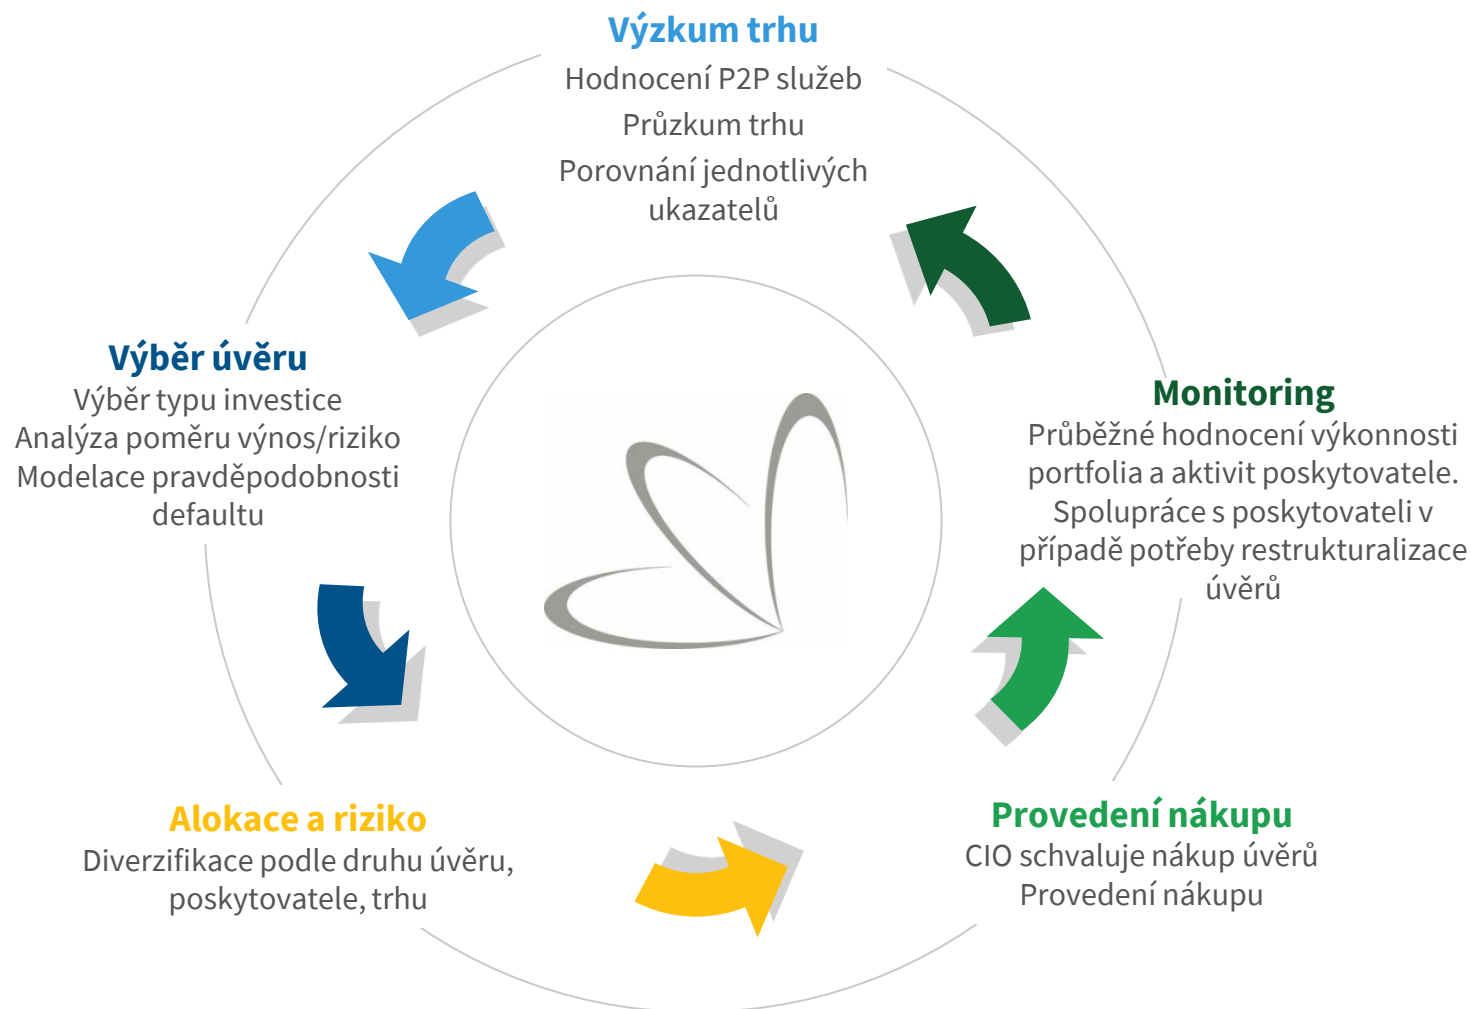 Výzkum trhu
Hodnocení P2P služeb
Průzkum trhu
Porovnání jednotlivých
ukazatelů
Výběr úvěru
Výběr typu investice
Analýza poměru výnos/riziko
Modelace pravděpodobnosti
defaultu
Alokace a riziko
Diverzifikace podle druhu úvěru,
poskytovatele, trhu
Provedení nákupu
CIO schvaluje nákup úvěrů
Provedení nákupu
Monitoring
Průběžné hodnocení výkonnosti
portfolia a aktivit poskytovatele.
Spolupráce s poskytovateli v
případě potřeby restrukturalizace
úvěrů